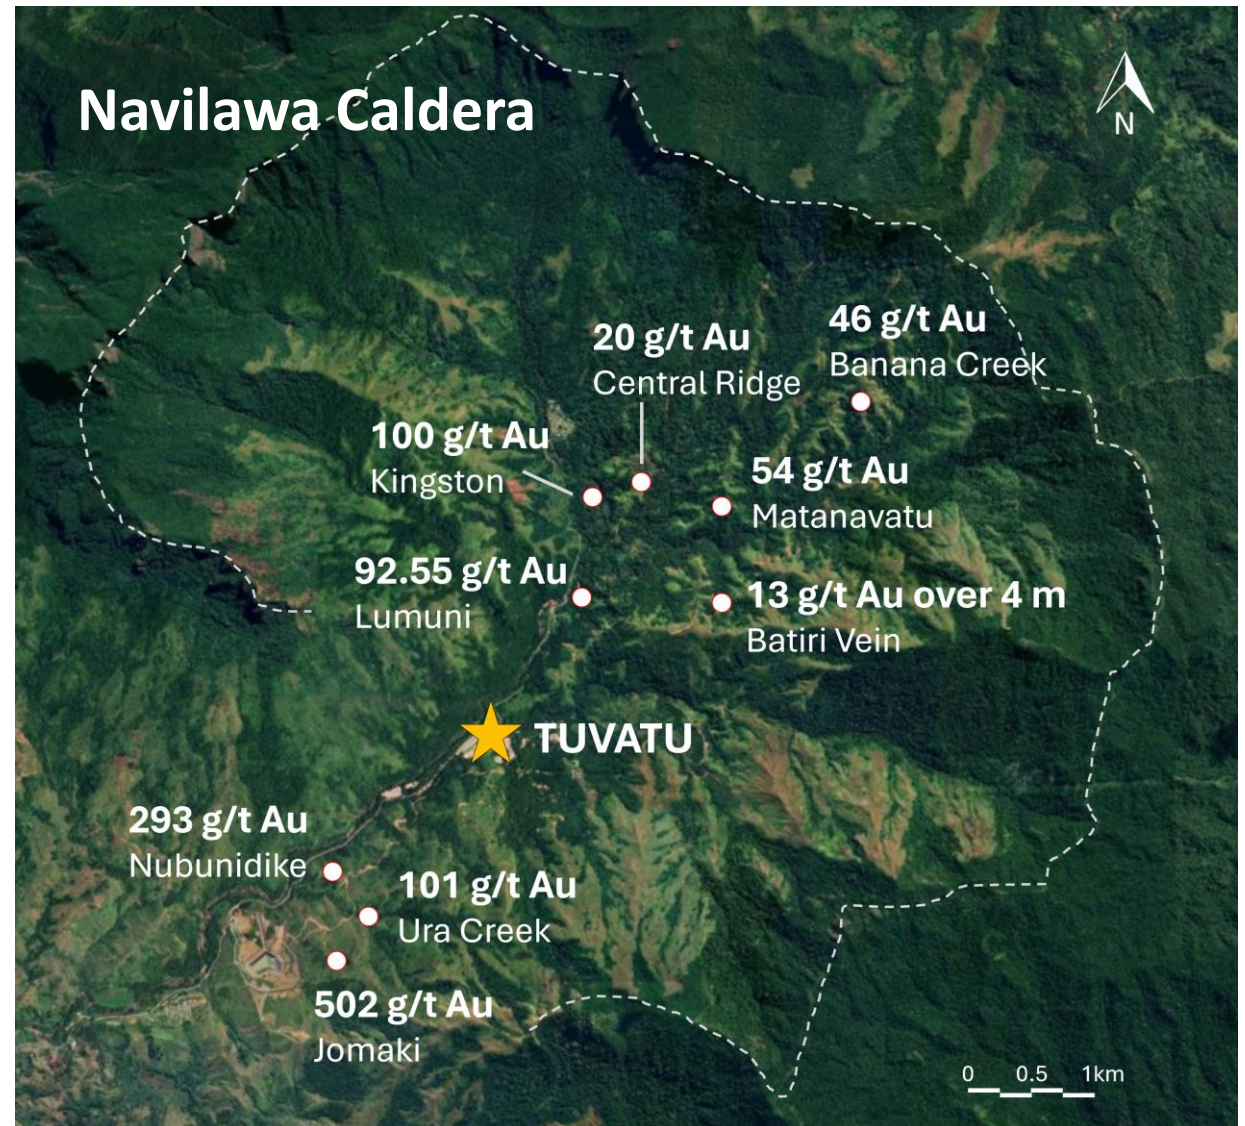 Navilawa Caldera
N
46 g/t Au
Banana Creek
20 g/t Au
Central Ridge
100 g/t Au
Kingston
54 g/t Au
Matanavatu
92.55 g/t Au
Lumuni
13 g/t Au over 4 m
Batiri Vein
TUVATU
293 g/t Au
Nubunidike
101 g/t Au
Ura Creek
502 g/t Au
Jomaki
0 0.5 1km